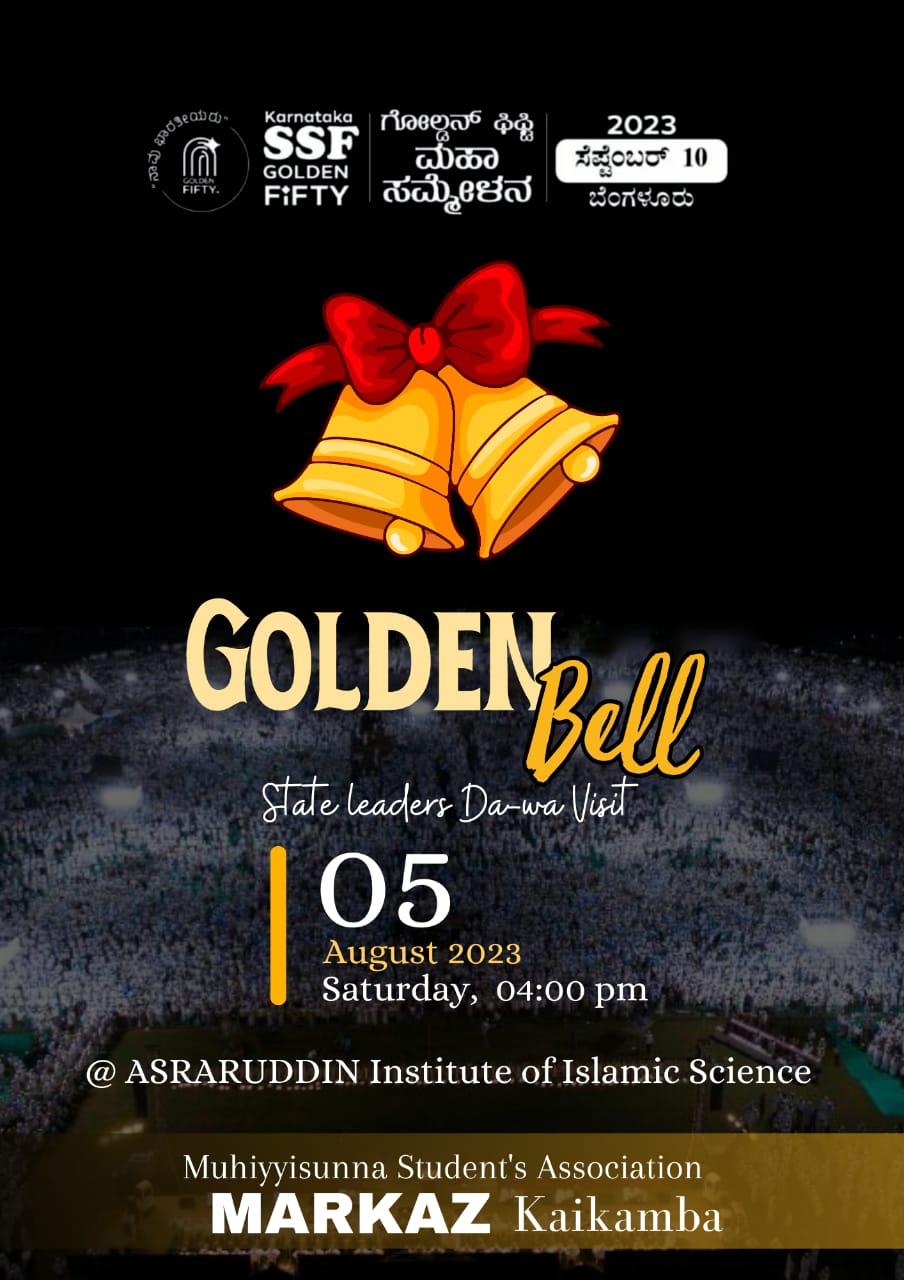 "ನಾವು ಭಾರತೀಯರು"
GOLDEN
FIFTY.
Karnataka
SSF
GOLDEN
FiFTY
ಗೋಲ್ಡನ್ ಫಿಫ್ಟಿ
ಮಹಾ
ಸಮ್ಮೇಳನ
2023
ಸೆಪ್ಟೆಂಬರ್ 10
ಬೆಂಗಳೂರು
GOLDEN
Bell
State leaders Da-wa Visit
05
August 2023
Saturday, 04:00 pm
@ ASRARUDDIN Institute of Islamic Science
Muhiyyisunna Student's Association
MARKAZ Kaikamba